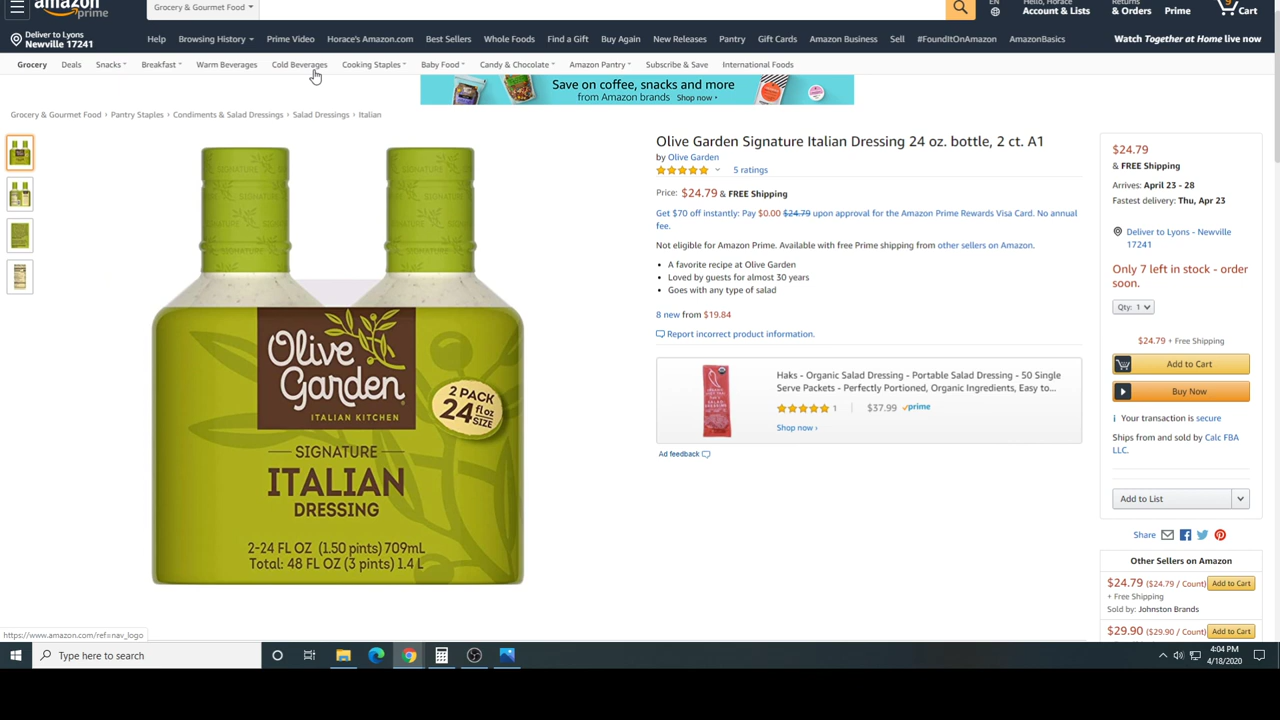 amazon
prime
Grocery & Gourmet Food
EN
Hello, Horace
Account & Lists
Returns
& Orders
Prime
9
Cart
Deliver to Lyons
Newville 17241
Help
Browsing History
Prime Video
Horace's Amazon.com
Best Sellers
Whole Foods
Find a Gift
Buy Again
New Releases
Pantry
Gift Cards
Amazon Business
Sell
#FoundItOnAmazon
AmazonBasics
Watch Together at Home live now
Grocery
Deals
Snacks
Breakfast
Warm Beverages
Cold Beverages
Cooking Staples
Baby Food
Candy & Chocolate
Amazon Pantry
Subscribe & Save
International Foods
Save on coffee, snacks and more
from Amazon brands Shop now ›
Grocery & Gourmet Food › Pantry Staples › Condiments & Salad Dressings › Salad Dressings › Italian
SIGNATURE
SIGNATURE
Olive
Garden
ITALIAN KITCHEN
2 PACK
24 fl oz
SIZE
SIGNATURE
ITALIAN
DRESSING
2-24 FL OZ (1.50 pints) 709mL
Total: 48 FL OZ (3 pints) 1.4 L
Olive Garden Signature Italian Dressing 24 oz. bottle, 2 ct. A1
by Olive Garden
5 ratings
Price: $24.79 & FREE Shipping
Get $70 off instantly: Pay $0.00 $24.79 upon approval for the Amazon Prime Rewards Visa Card. No annual
fee.
Not eligible for Amazon Prime. Available with free Prime shipping from other sellers on Amazon.
• A favorite recipe at Olive Garden
• Loved by guests for almost 30 years
• Goes with any type of salad
8 new from $19.84
Report incorrect product information.
Haks - Organic Salad Dressing - Portable Salad Dressing - 50 Single
Serve Packets - Perfectly Portioned, Organic Ingredients, Easy to...
1
$37.99 prime
Shop now ›
Ad feedback
$24.79
& FREE Shipping
Arrives: April 23 - 28
Fastest delivery: Thu, Apr 23
Deliver to Lyons - Newville
17241
Only 7 left in stock - order
soon.
Qty: 1
$24.79 + Free Shipping
Add to Cart
Buy Now
Your transaction is secure
Ships from and sold by Calc FBA
LLC.
Add to List
Share
Other Sellers on Amazon
$24.79 ($24.79 / Count) Add to Cart
+ Free Shipping
Sold by: Johnston Brands
$29.90 ($29.90 / Count) Add to Cart
https://www.amazon.com/ref=nav_logo
Type here to search
4:04 PM
4/18/2020